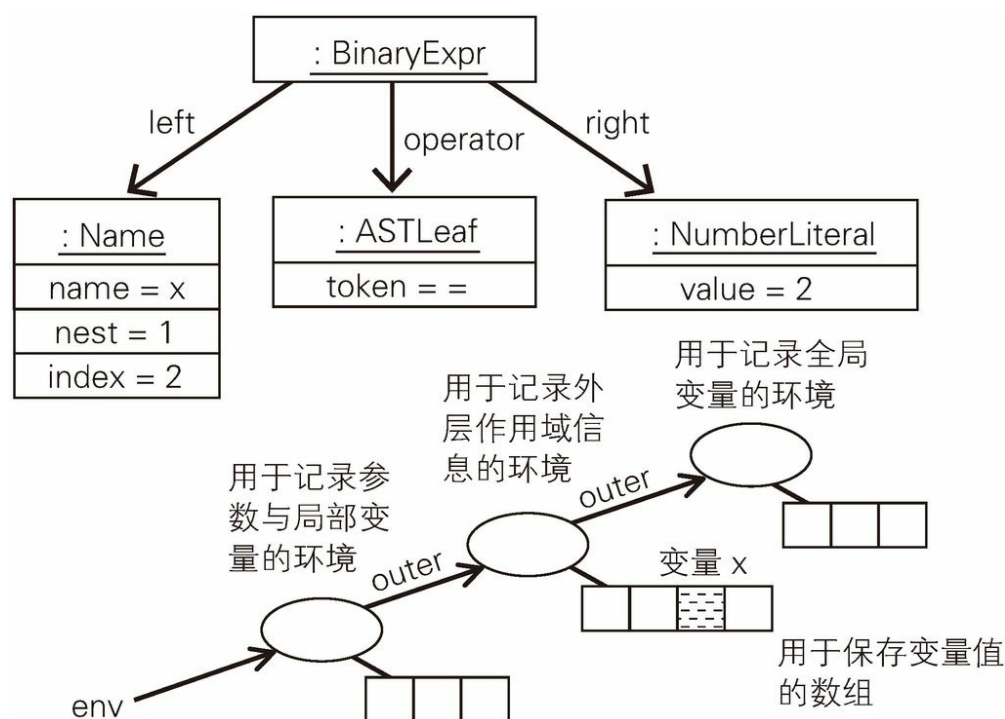 : BinaryExpr
left
operator
right
: Name
name = x
nest = 1
index = 2
: ASTLeaf
token = =
: NumberLiteral
value = 2
用于记录全局
变量的环境
用于记录外
层作用域信
息的环境
用于记录参
数与局部变
量的环境
outer
outer
变量 x
用于保存变量值
的数组
env